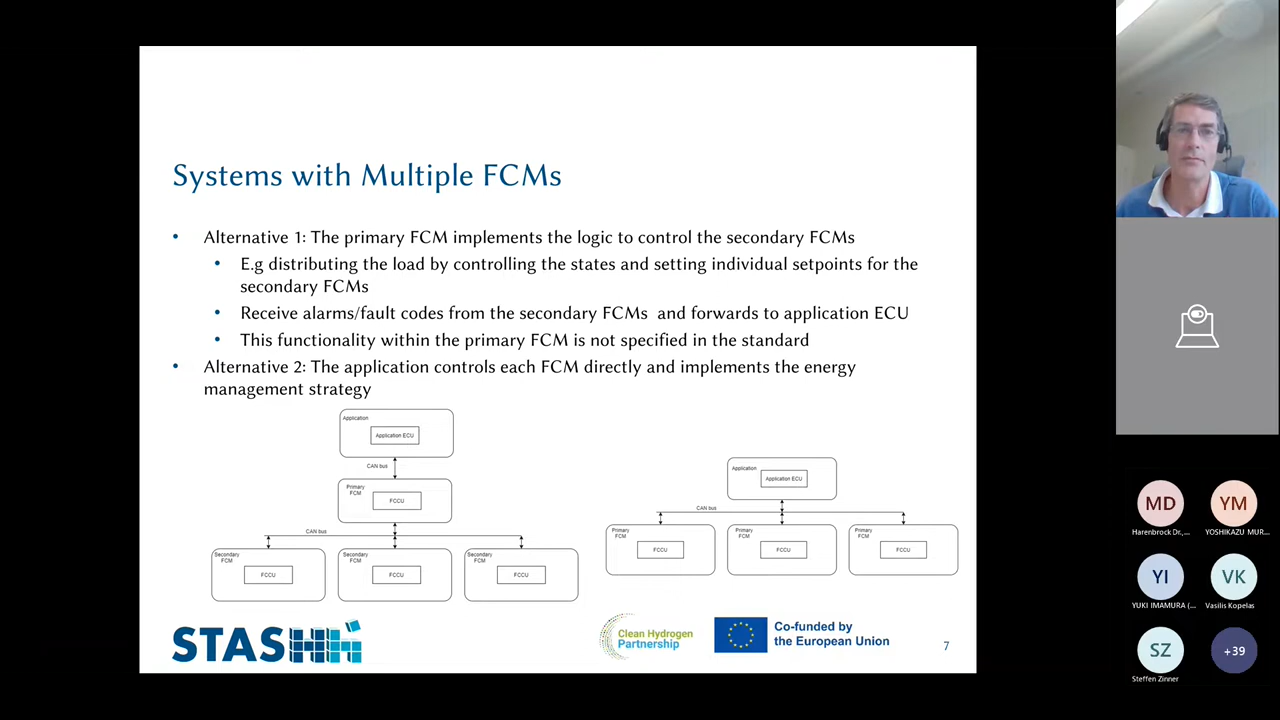 Systems with Multiple FCMs
• Alternative 1: The primary FCM implements the logic to control the secondary FCMs
• E.g distributing the load by controlling the states and setting individual setpoints for the
secondary FCMs
• Receive alarms/fault codes from the secondary FCMs and forwards to application ECU
• This functionality within the primary FCM is not specified in the standard
• Alternative 2: The application controls each FCM directly and implements the energy
management strategy
Application
Application ECU
CAN bus
Primary
FCM
FCCU
CAN bus
Secondary
FCM
FCCU
Secondary
FCM
FCCU
Secondary
FCM
FCCU
Application
Application ECU
CAN bus
Primary
FCM
FCCU
Primary
FCM
FCCU
Primary
FCM
FCCU
STASHH
Clean Hydrogen
Partnership
Co-funded by
the European Union
7
MD
Harenbrock Dr.,...
YM
YOSHIKAZU MUR...
YI
YUKI IMAMURA (...
VK
Vasilis Kopelas
SZ
Steffen Zinner
+39